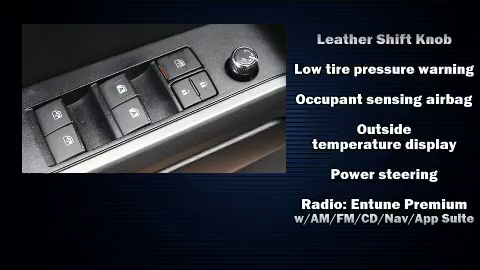 Leather Shift Knob
Low tire pressure warning
Occupant sensing airbag
Outside
temperature display
Power steering
Radio: Entune Premium
w/AM/FM/CD/Nav/App Suite